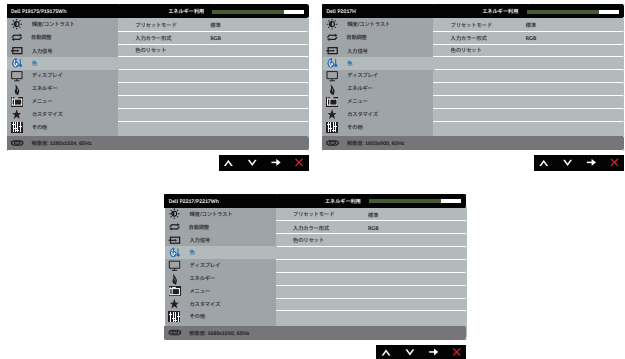 Dell P1917S/P1917SWh エネルギー利用
輝度/コントラスト プリセットモード 標準
自動調整 入力カラー形式 RGB
入力信号 色のリセット
色
ディスプレイ
エネルギー
メニュー
カスタマイズ
その他
解像度: 1280x1024, 60Hz
Dell P2017H エネルギー利用
輝度/コントラスト プリセットモード 標準
自動調整 入力カラー形式 RGB
入力信号 色のリセット
色
ディスプレイ
エネルギー
メニュー
カスタマイズ
その他
解像度: 1600x900, 60Hz
Dell P2217/P2217Wh エネルギー利用
輝度/コントラスト プリセットモード 標準
自動調整 入力カラー形式 RGB
入力信号 色のリセット
色
ディスプレイ
エネルギー
メニュー
カスタマイズ
その他
解像度: 1680x1050, 60Hz